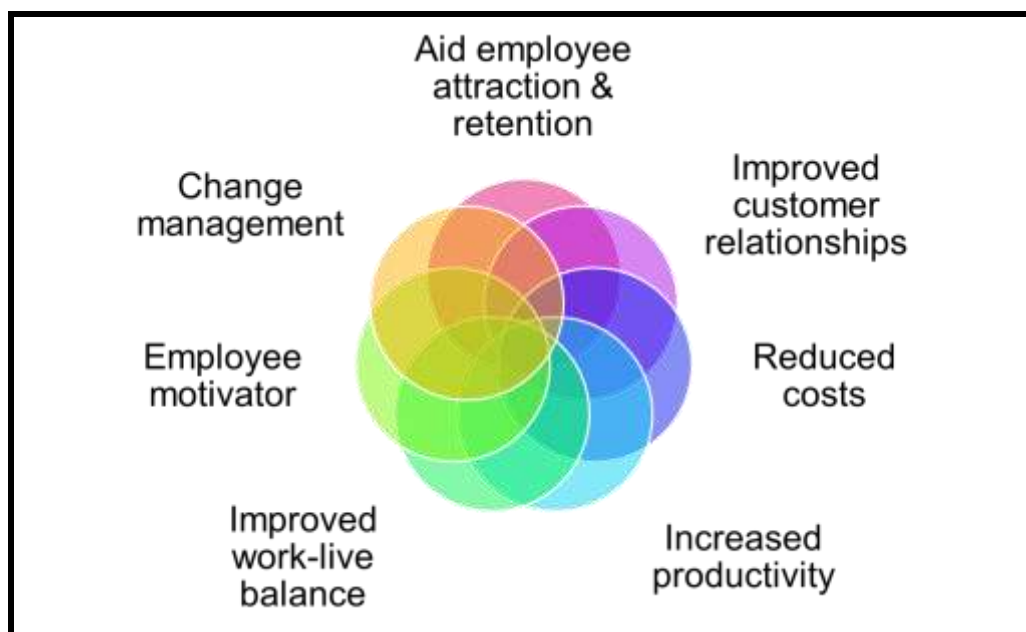 Aid employee
attraction &
retention
Improved
customer
relationships
Reduced
costs
Increased
productivity
Improved
work-live
balance
Employee
motivator
Change
management